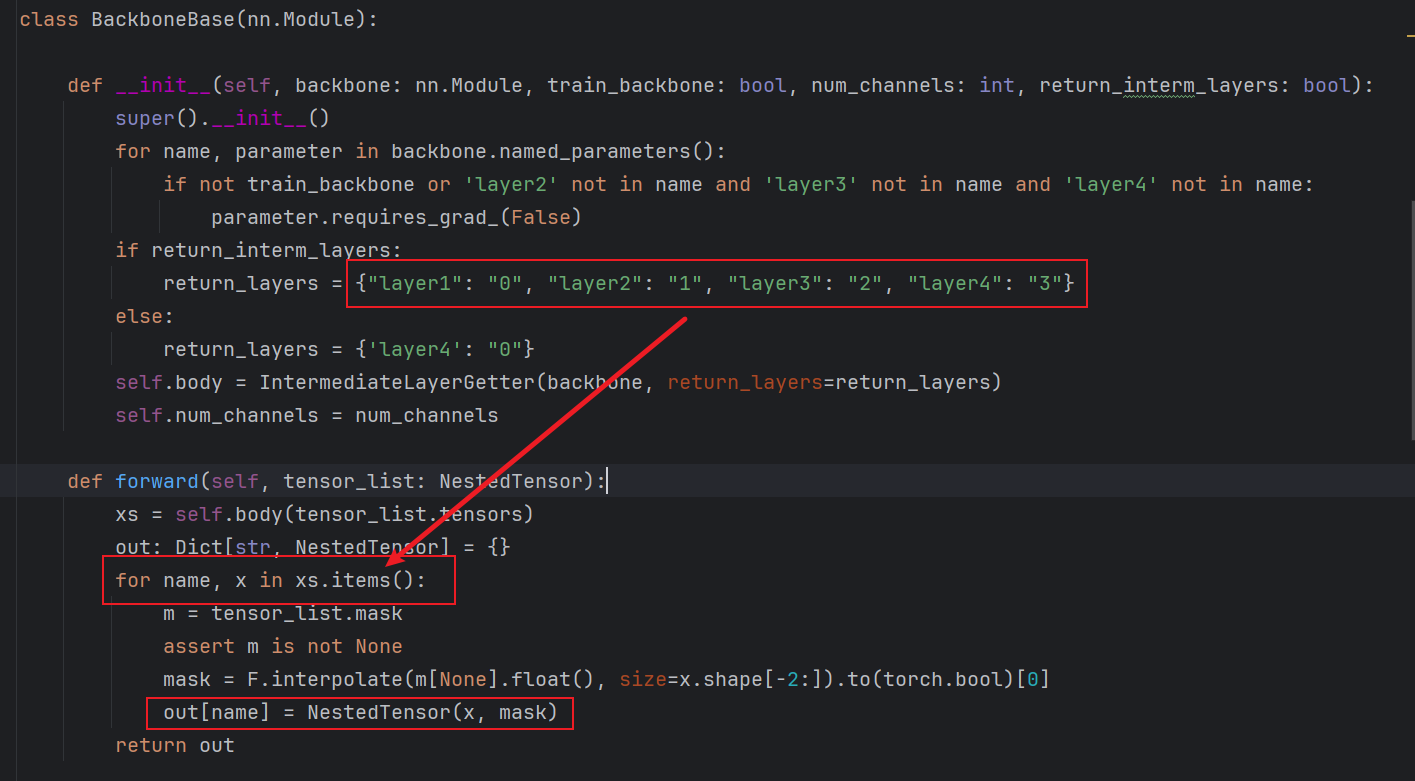 class BackboneBase(nn.Module):
def __init__(self, backbone: nn.Module, train_backbone: bool, num_channels: int, return_interm_layers: bool):
super().__init__()
for name, parameter in backbone.named_parameters():
if not train_backbone or 'layer2' not in name and 'layer3' not in name and 'layer4' not in name:
parameter.requires_grad_(False)
if return_interm_layers:
return_layers = {"layer1": "0", "layer2": "1", "layer3": "2", "layer4": "3"}
else:
return_layers = {'layer4': "0"}
self.body = IntermediateLayerGetter(backbone, return_layers=return_layers)
self.num_channels = num_channels
def forward(self, tensor_list: NestedTensor):
xs = self.body(tensor_list.tensors)
out: Dict[str, NestedTensor] = {}
for name, x in xs.items():
m = tensor_list.mask
assert m is not None
mask = F.interpolate(m[None].float(), size=x.shape[-2:]).to(torch.bool)[0]
out[name] = NestedTensor(x, mask)
return out